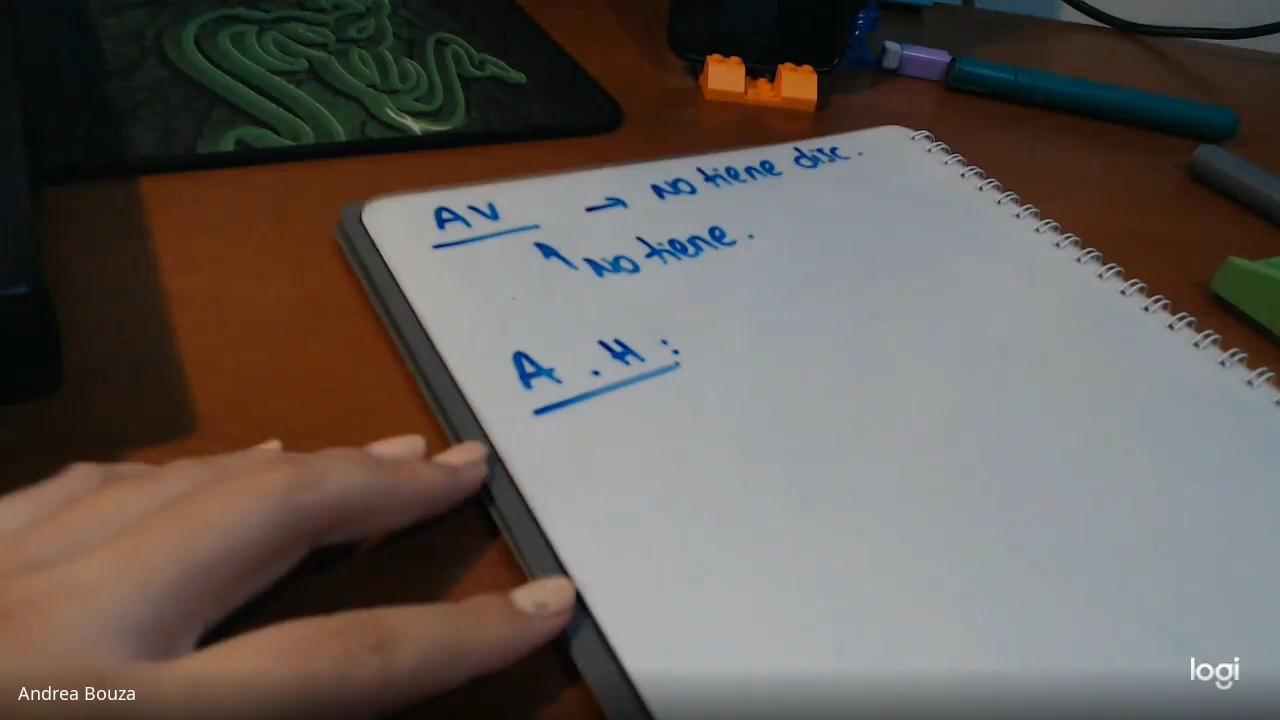 AV → No tiene disc.
No tiene.
A.H:
logi
Andrea Bouza